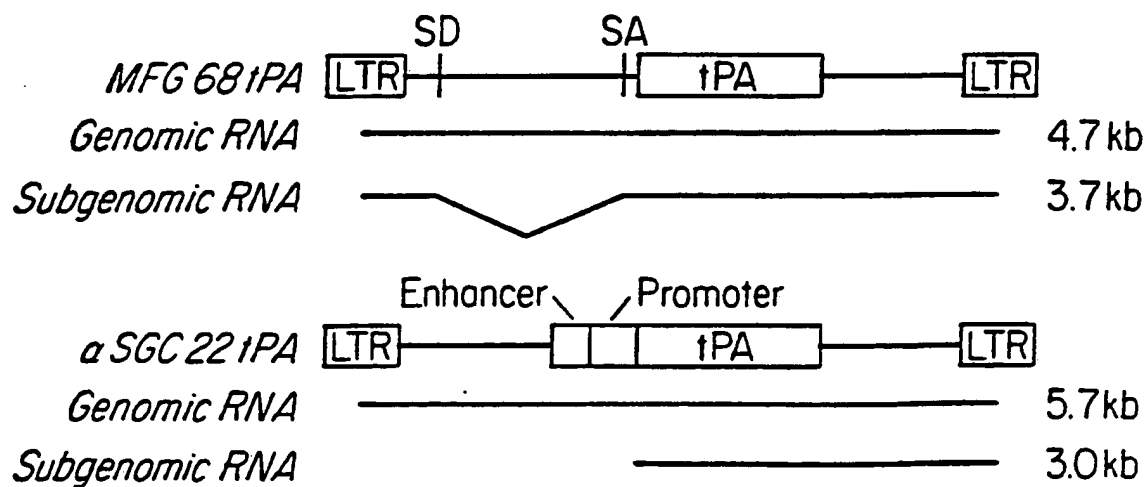 SD SA
MFG 68 tPA LTR tPA LTR
Genomic RNA 4.7 kb
Subgenomic RNA 3.7 kb
Enhancer Promoter
α SGC 22 tPA LTR tPA LTR
Genomic RNA 5.7 kb
Subgenomic RNA 3.0 kb